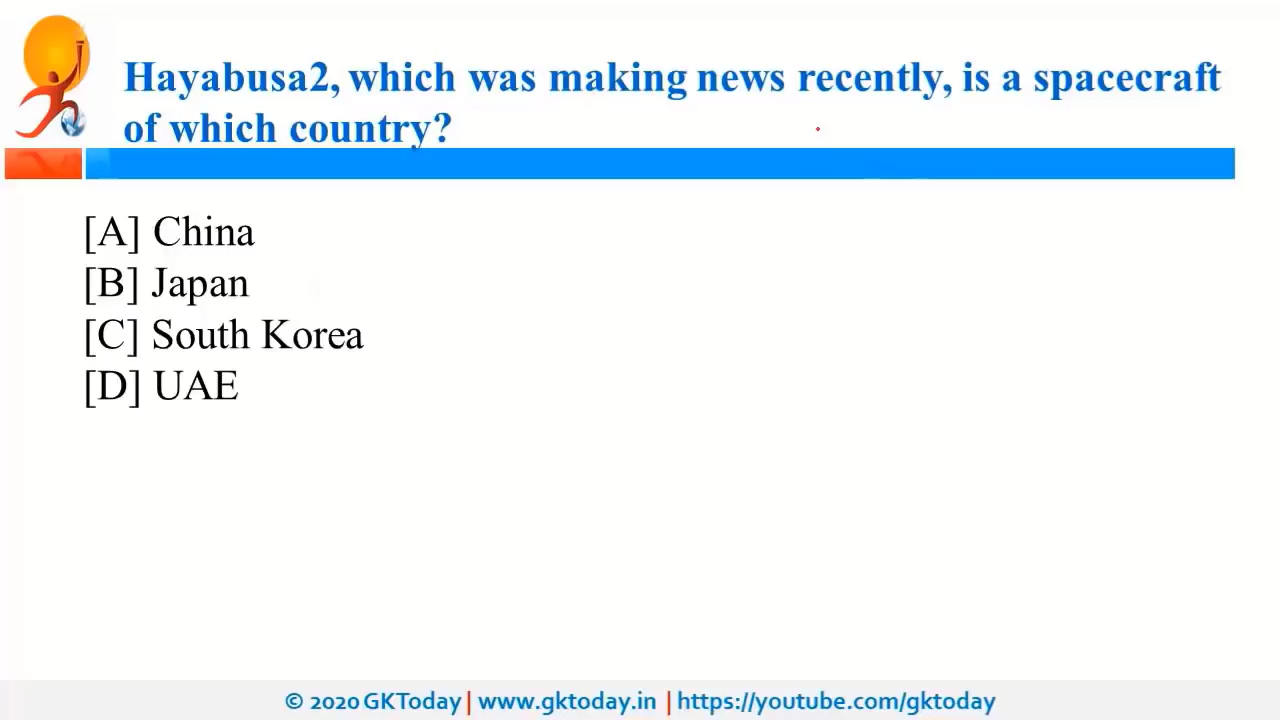 Hayabusa2, which was making news recently, is a spacecraft
of which country?
[A] China
[B] Japan
[C] South Korea
[D] UAE
© 2020 GKToday | www.gktoday.in | https://youtube.com/gktoday